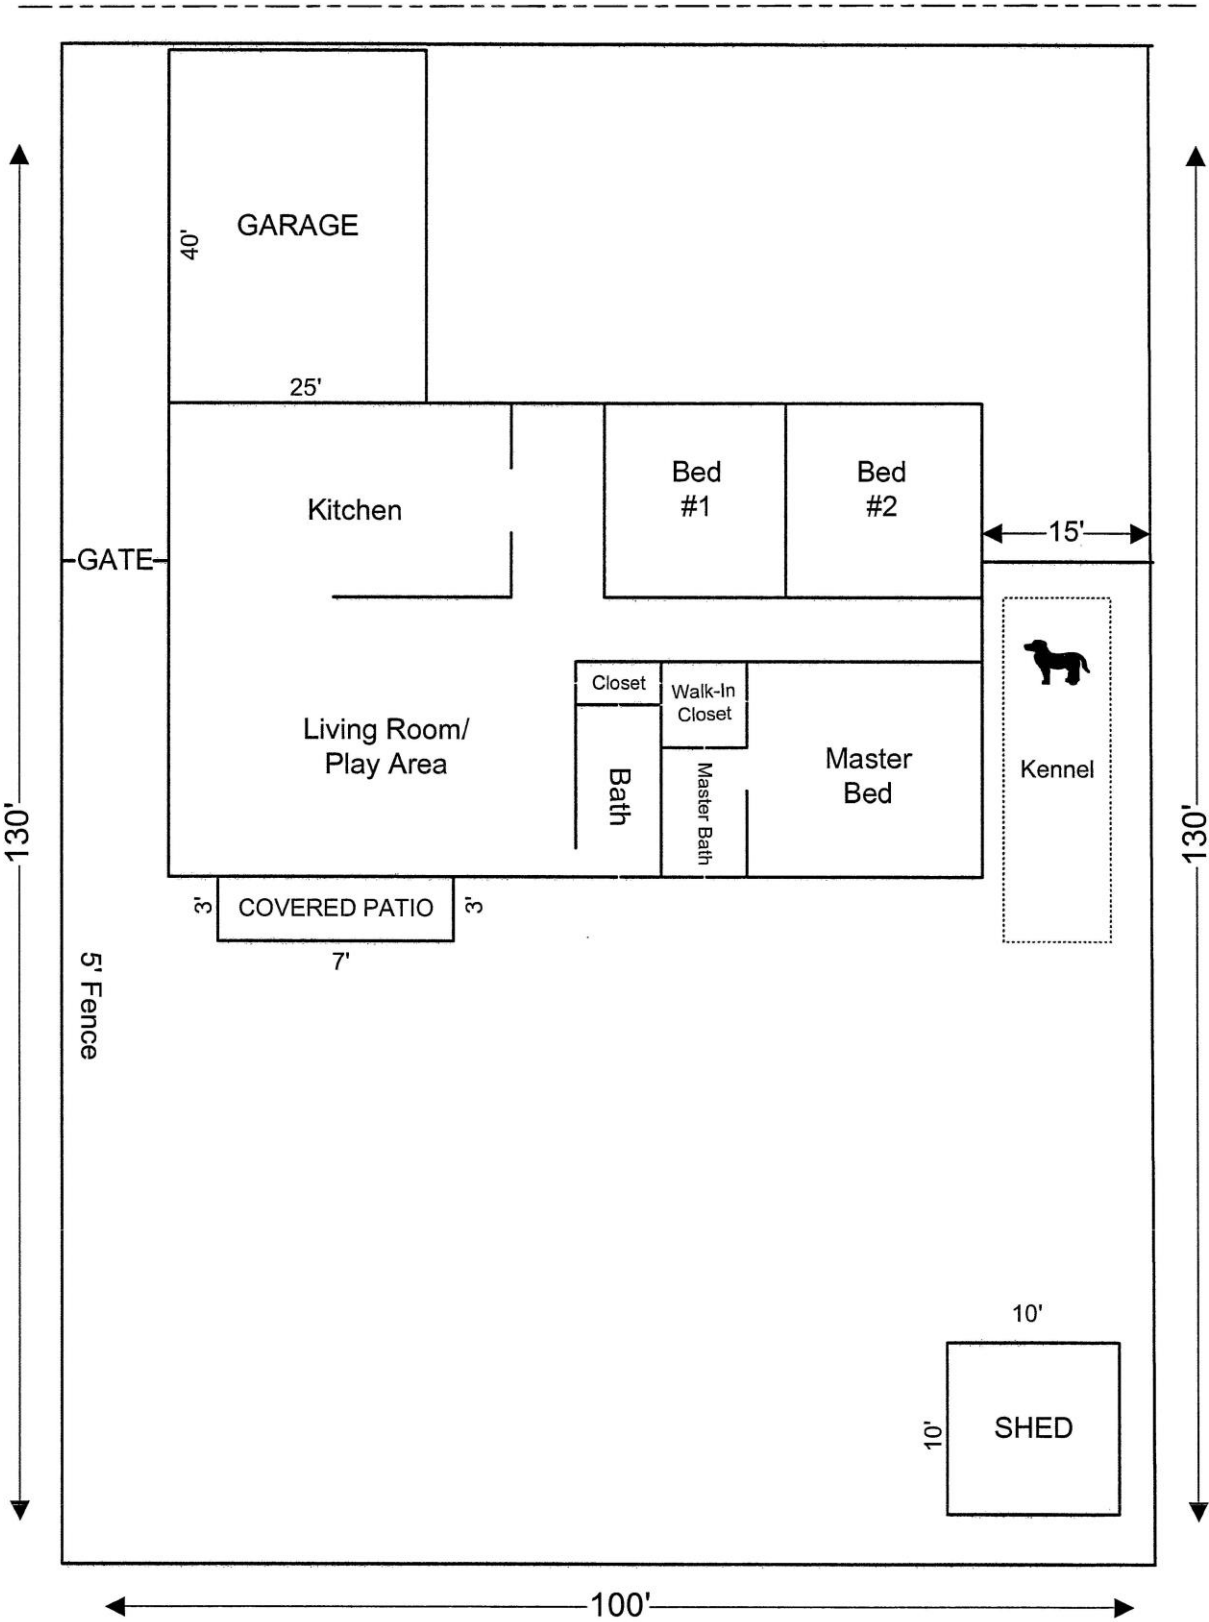 GARAGE
40'
25'
Kitchen
Bed
#1
Bed
#2
15'
GATE
Closet
Walk-In
Closet
Living Room/
Play Area
Bath
Master Bath
Master
Bed
Kennel
130'
130'
3'
COVERED PATIO
3'
7'
5' Fence
10'
10'
SHED
100'